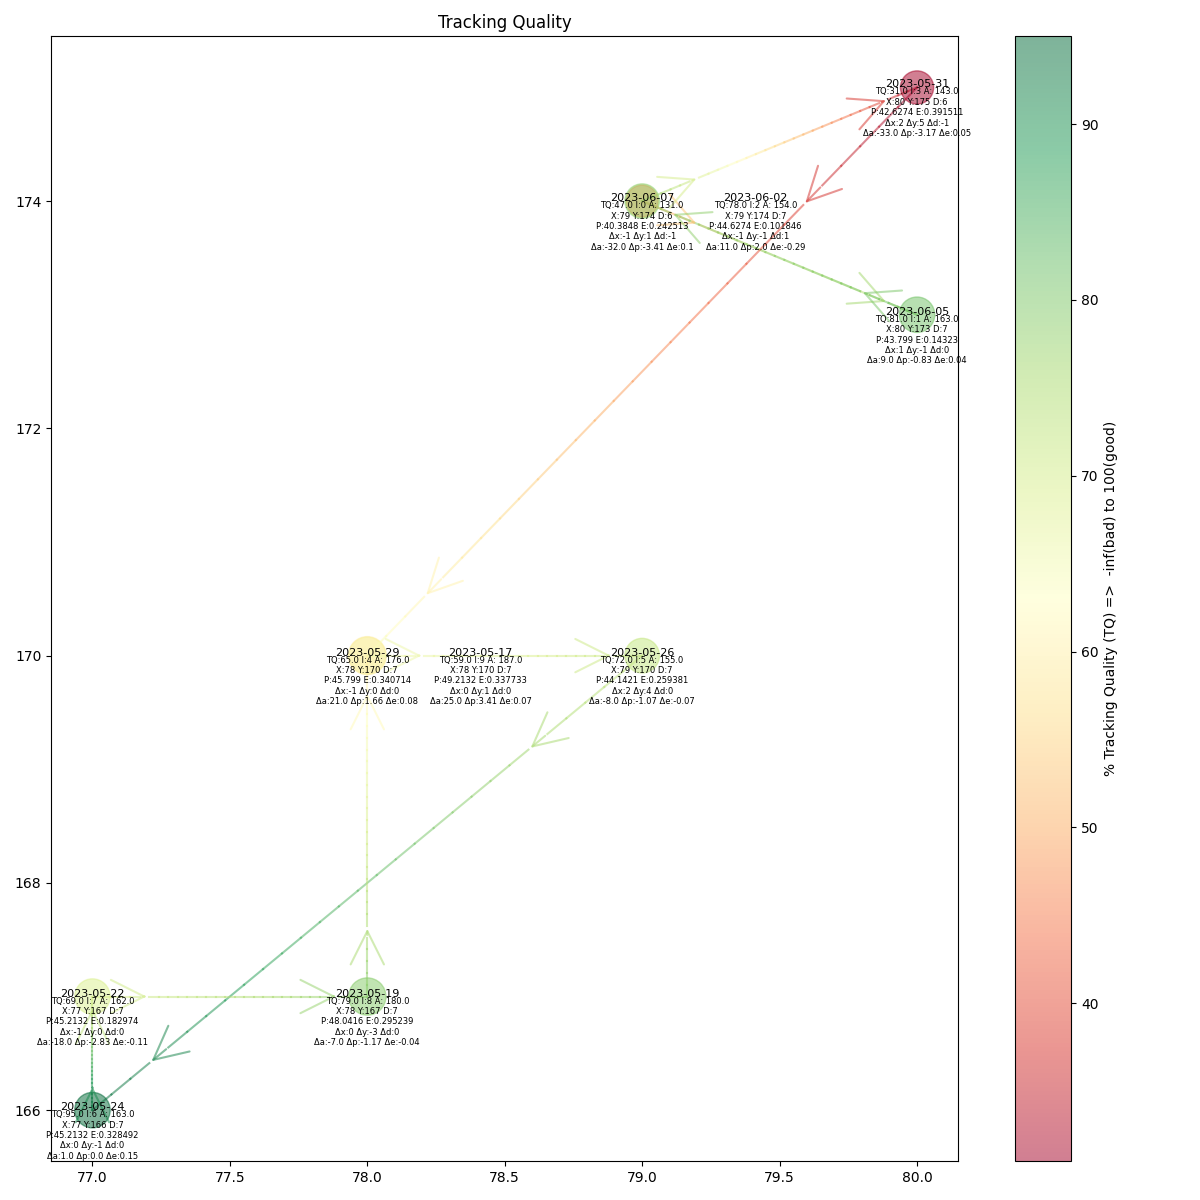 Tracking Quality
2023-05-31
TQ:31.0 I:3 A: 143.0
X:80 Y:175 D:6
P:42.6274 E:0.391511
Δx:2 Δy:5 Δd:-1
Δa:-33.0 Δp:-3.17 Δe:0.05
2023-06-07
TQ:47.0 I:0 A: 131.0
X:79 Y:174 D:6
P:40.3848 E:0.242513
Δx:-1 Δy:1 Δd:-1
Δa:-32.0 Δp:-3.41 Δe:0.1
2023-06-02
TQ:78.0 I:2 A: 154.0
X:79 Y:174 D:7
P:44.6274 E:0.101846
Δx:-1 Δy:-1 Δd:1
Δa:11.0 Δp:2.0 Δe:-0.29
2023-06-05
TQ:81.0 I:1 A: 163.0
X:80 Y:173 D:7
P:43.799 E:0.14323
Δx:1 Δy:-1 Δd:0
Δa:9.0 Δp:-0.83 Δe:0.04
2023-05-29
TQ:65.0 I:4 A: 176.0
X:78 Y:170 D:7
P:45.799 E:0.340714
Δx:-1 Δy:0 Δd:0
Δa:21.0 Δp:1.66 Δe:0.08
2023-05-17
TQ:59.0 I:9 A: 187.0
X:78 Y:170 D:7
P:49.2132 E:0.337733
Δx:0 Δy:1 Δd:0
Δa:25.0 Δp:3.41 Δe:0.07
2023-05-26
TQ:72.0 I:5 A: 155.0
X:79 Y:170 D:7
P:44.1421 E:0.259381
Δx:2 Δy:4 Δd:0
Δa:-8.0 Δp:-1.07 Δe:-0.07
2023-05-22
TQ:69.0 I:7 A: 162.0
X:77 Y:167 D:7
P:45.2132 E:0.182974
Δx:-1 Δy:0 Δd:0
Δa:-18.0 Δp:-2.83 Δe:-0.11
2023-05-19
TQ:79.0 I:8 A: 180.0
X:78 Y:167 D:7
P:48.0416 E:0.295239
Δx:0 Δy:-3 Δd:0
Δa:-7.0 Δp:-1.17 Δe:-0.04
2023-05-24
TQ:95.0 I:6 A: 163.0
X:77 Y:166 D:7
P:45.2132 E:0.328492
Δx:0 Δy:-1 Δd:0
Δa:1.0 Δp:0.0 Δe:0.15
174
172
170
168
166
77.0 77.5 78.0 78.5 79.0 79.5 80.0
90
80
70
60
50
40
% Tracking Quality (TQ) => -inf(bad) to 100(good)